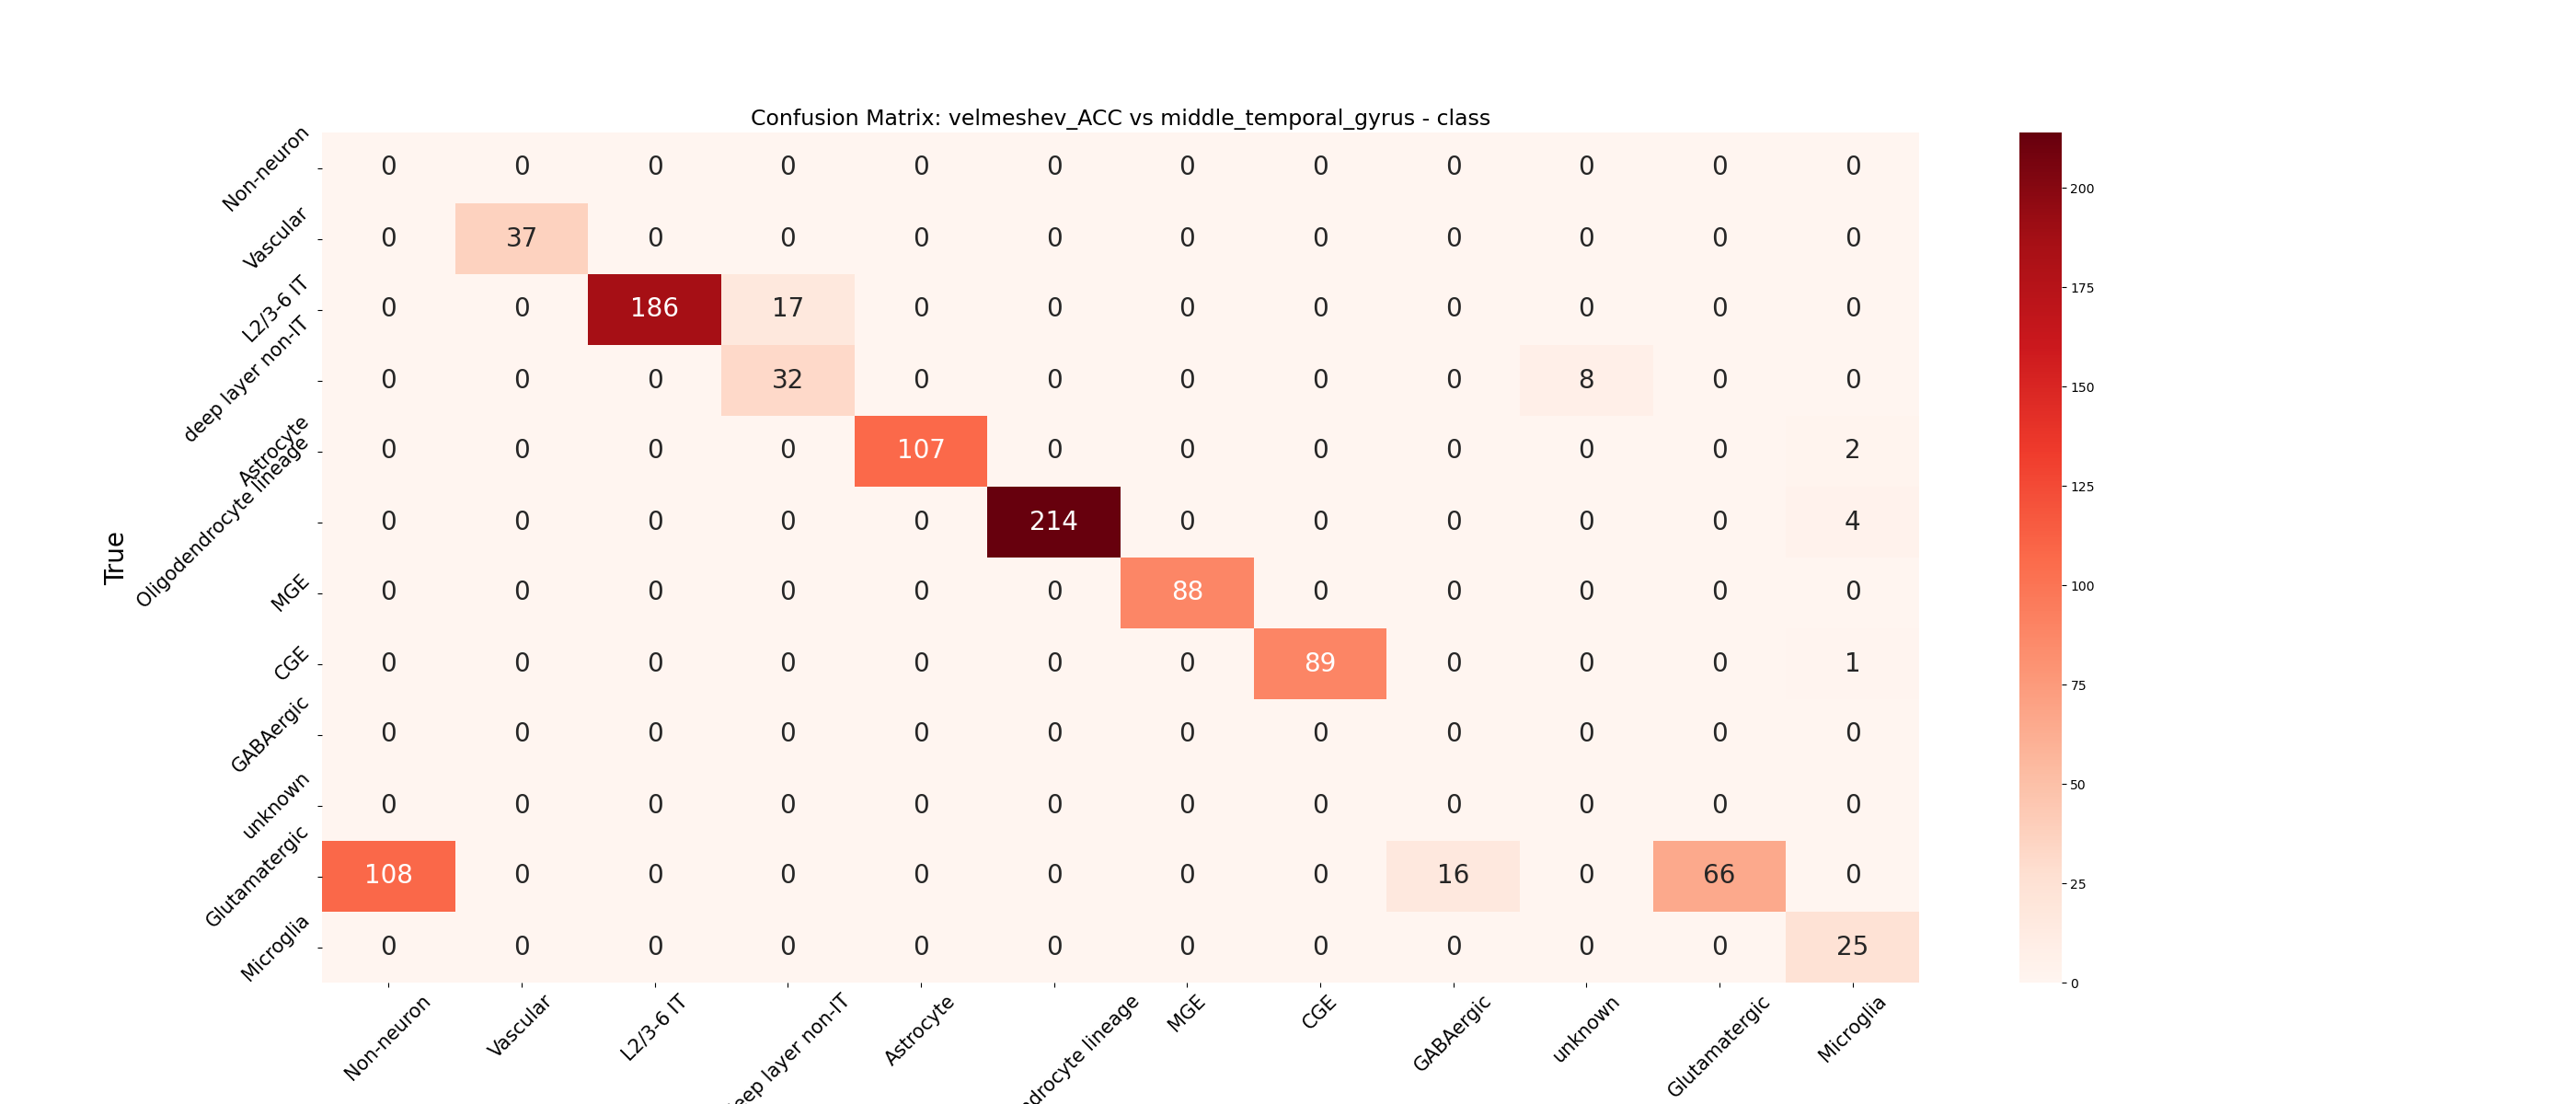 Confusion Matrix: velmeshev_ACC vs middle_temporal_gyrus - class
True
Non-neuron 0 0 0 0 0 0 0 0 0 0 0 0
Vascular 0 37 0 0 0 0 0 0 0 0 0 0
L2/3-6 IT 0 0 186 17 0 0 0 0 0 0 0 0
deep layer non-IT 0 0 0 32 0 0 0 0 0 8 0 0
Astrocyte 0 0 0 0 107 0 0 0 0 0 0 2
Oligodendrocyte lineage 0 0 0 0 0 214 0 0 0 0 0 4
MGE 0 0 0 0 0 0 88 0 0 0 0 0
CGE 0 0 0 0 0 0 0 89 0 0 0 1
GABAergic 0 0 0 0 0 0 0 0 0 0 0 0
unknown 0 0 0 0 0 0 0 0 0 0 0 0
Glutamatergic 108 0 0 0 0 0 0 0 16 0 66 0
Microglia 0 0 0 0 0 0 0 0 0 0 0 25
Non-neuron Vascular L2/3-6 IT layer non-IT Astrocyte lineage MGE CGE GABAergic unknown Glutamatergic Microglia
200
175
150
125
100
75
50
25
0